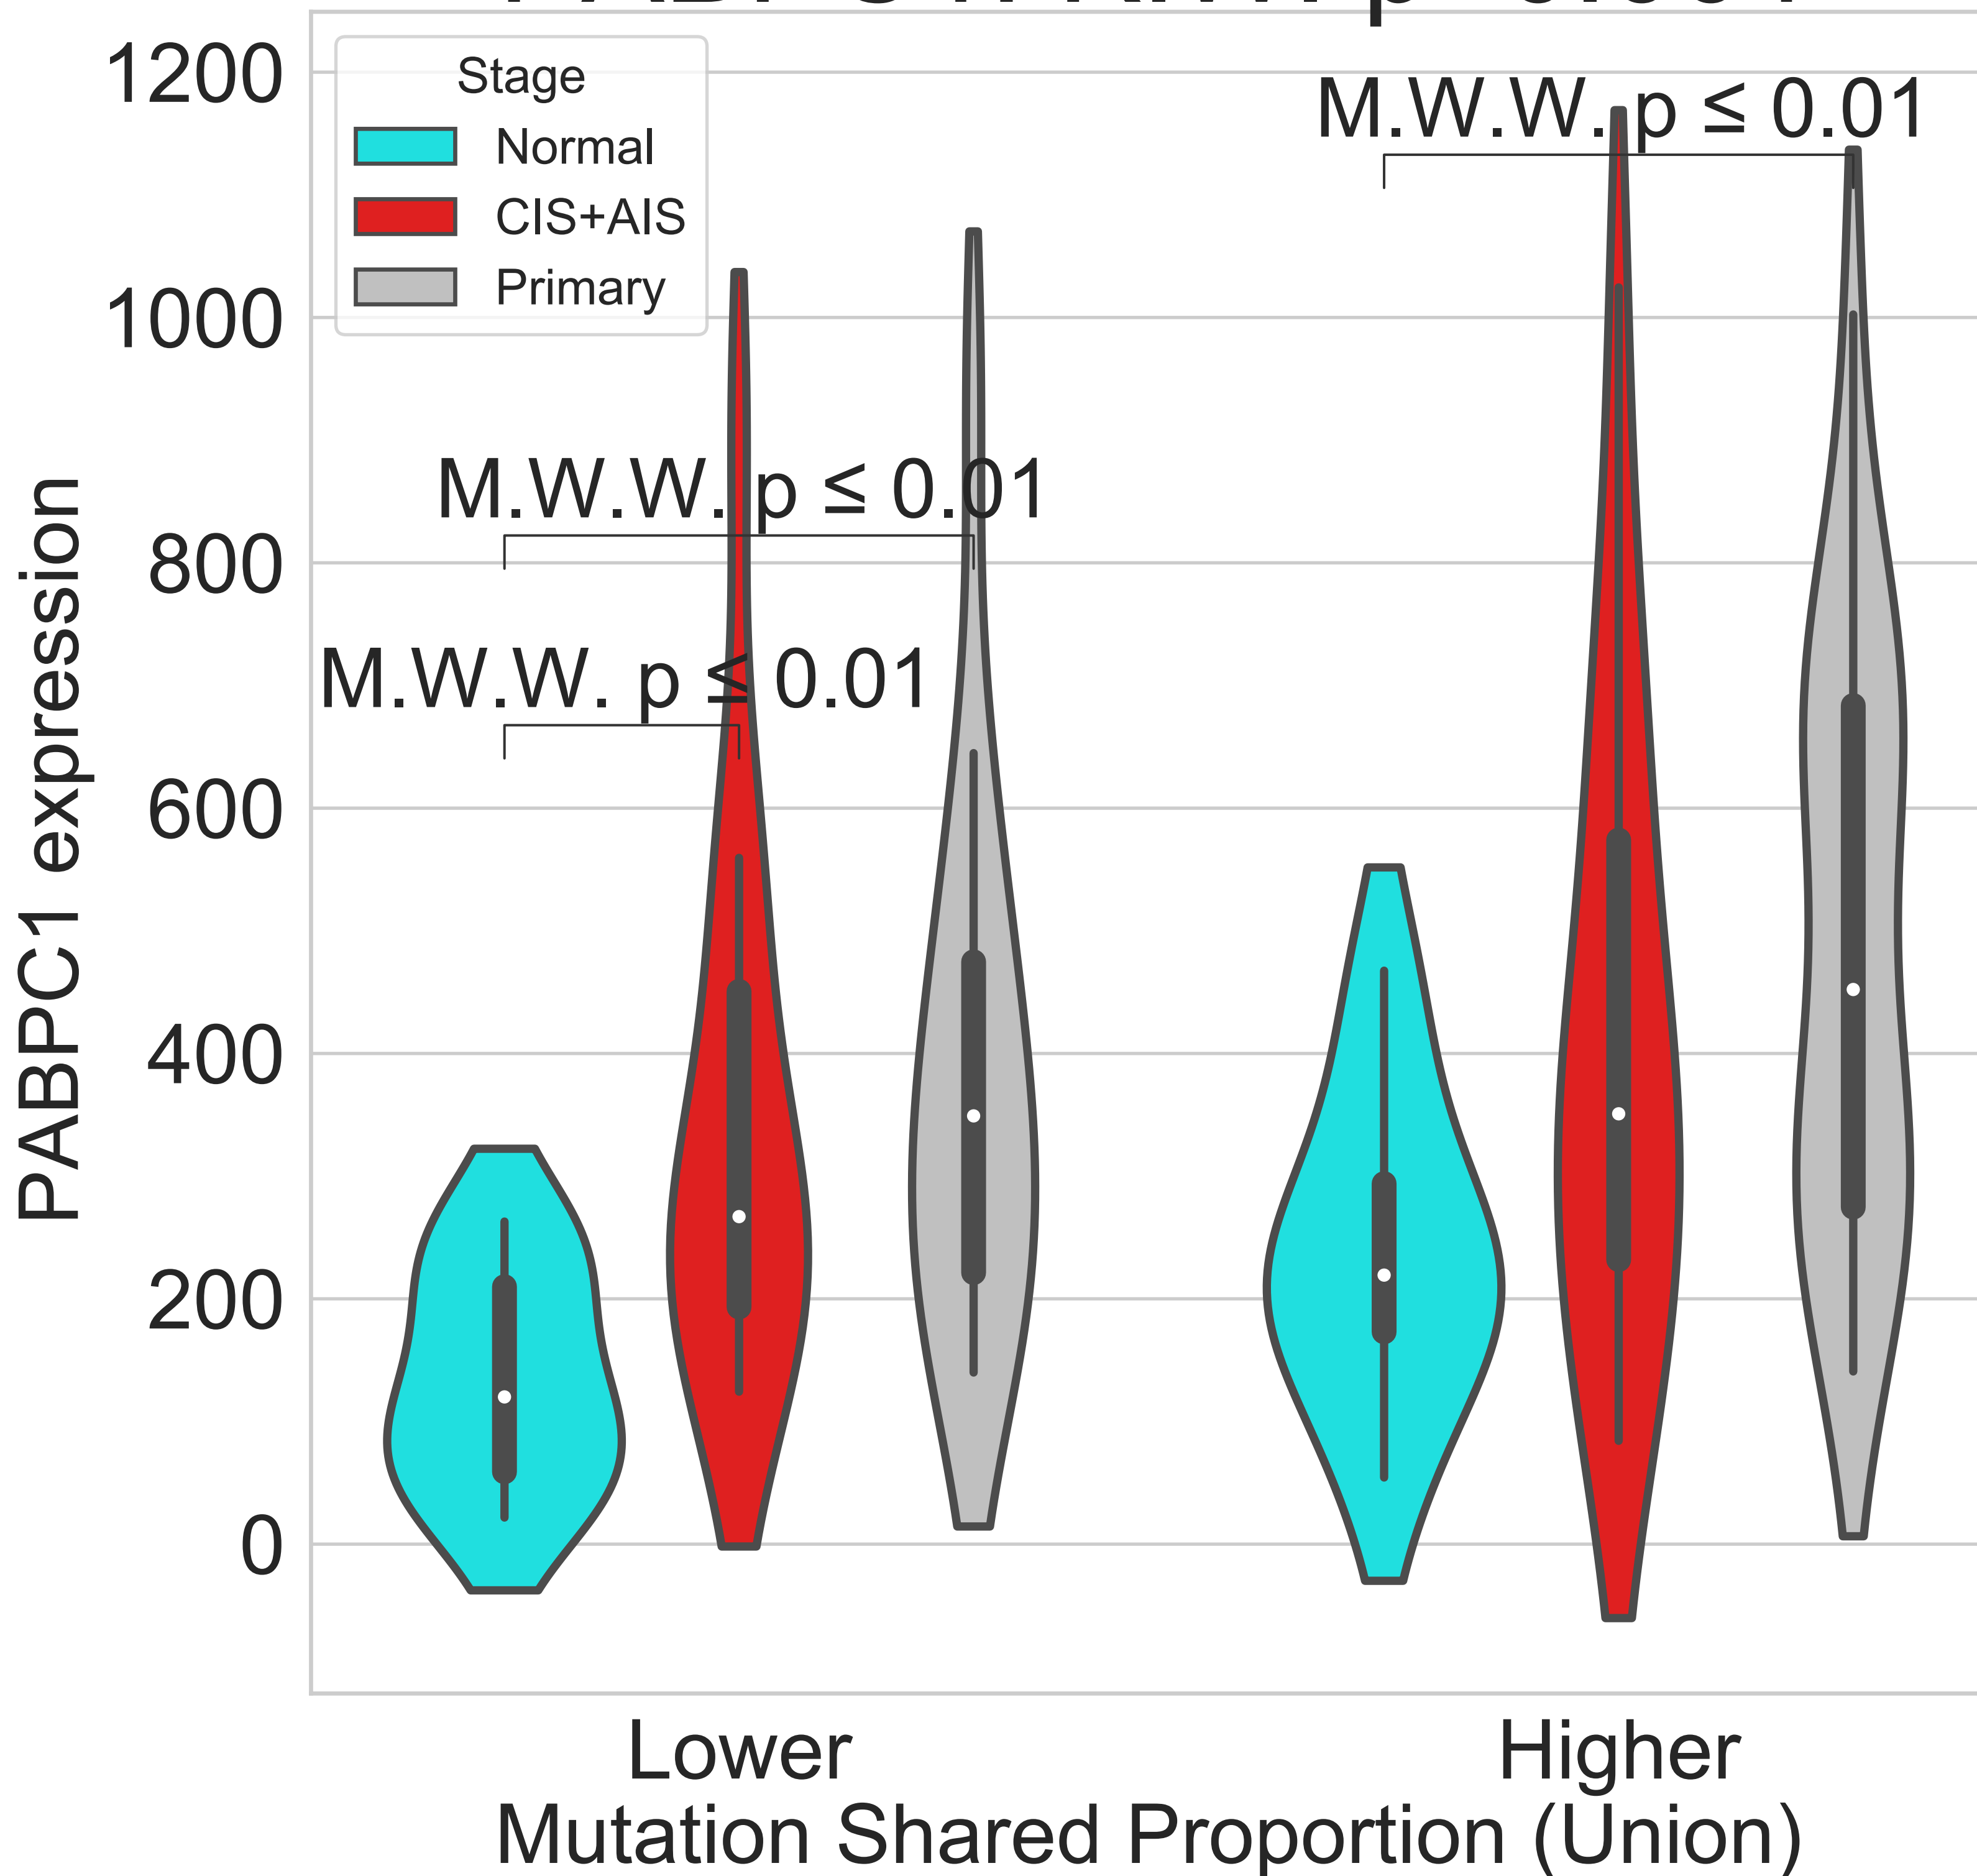 1200
1000
800
600
400
200
0
PABPC1 expression
Stage
Normal
CIS+AIS
Primary
M.W.W. p ≤ 0.01
M.W.W. p ≤ 0.01
M.W.W. p ≤ 0.01
Lower
Higher
Mutation Shared Proportion (Union)